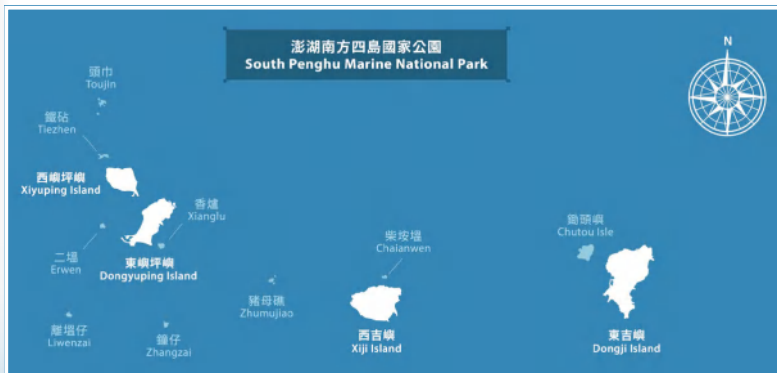 澎湖南方四島國家公園
South Penghu Marine National Park
N
頭巾
Toujin
鐵砧
Tiezhen
西嶼坪嶼
Xiyuping Island
香爐
Xianglu
二塭
Erwen
東嶼坪嶼
Dongyuping Island
柴垵塭
Chaianwen
鋤頭嶼
Chutou Isle
豬母礁
Zhumujiao
離塭仔
Liwenzai
鐘仔
Zhangzai
西吉嶼
Xiji Island
東吉嶼
Dongji Island